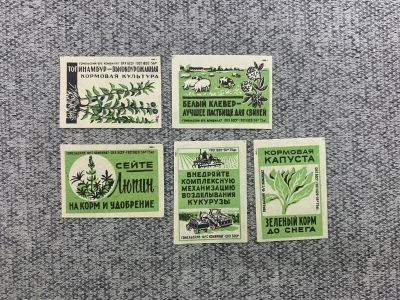 ТОПИНАМБУР — ВЫСОКОУРОЖАЙНАЯ
КОРМОВАЯ КУЛЬТУРА
БЕЛЫЙ КЛЕВЕР —
ЛУЧШЕЕ ПАСТБИЩЕ ДЛЯ СВИНЕЙ
СЕЙТЕ
Люпин
НА КОРМ И УДОБРЕНИЕ
ВНЕДРЯЙТЕ
КОМПЛЕКСНУЮ
МЕХАНИЗАЦИЮ
ВОЗДЕЛЫВАНИЯ
КУКУРУЗЫ
КОРМОВАЯ
КАПУСТА
ЗЕЛЕНЫЙ КОРМ
ДО СНЕГА